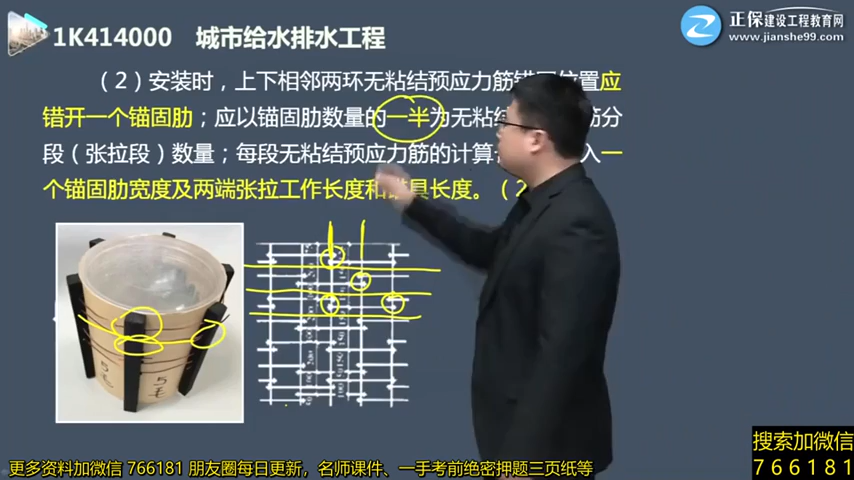 1K414000 城市给水排水工程
正保建设工程教育网
www.jianshe99.com
（2）安装时，上下相邻两环无粘结预应力筋锚固位置应
错开一个锚固肋；应以锚固肋数量的一半为无粘结 筋分
段（张拉段）数量；每段无粘结预应力筋的计算 入一
个锚固肋宽度及两端张拉工作长度和锚具长度。（2
搜索加微信
766181
更多资料加微信 766181 朋友圈每日更新，名师课件、一手考前绝密押题三页纸等